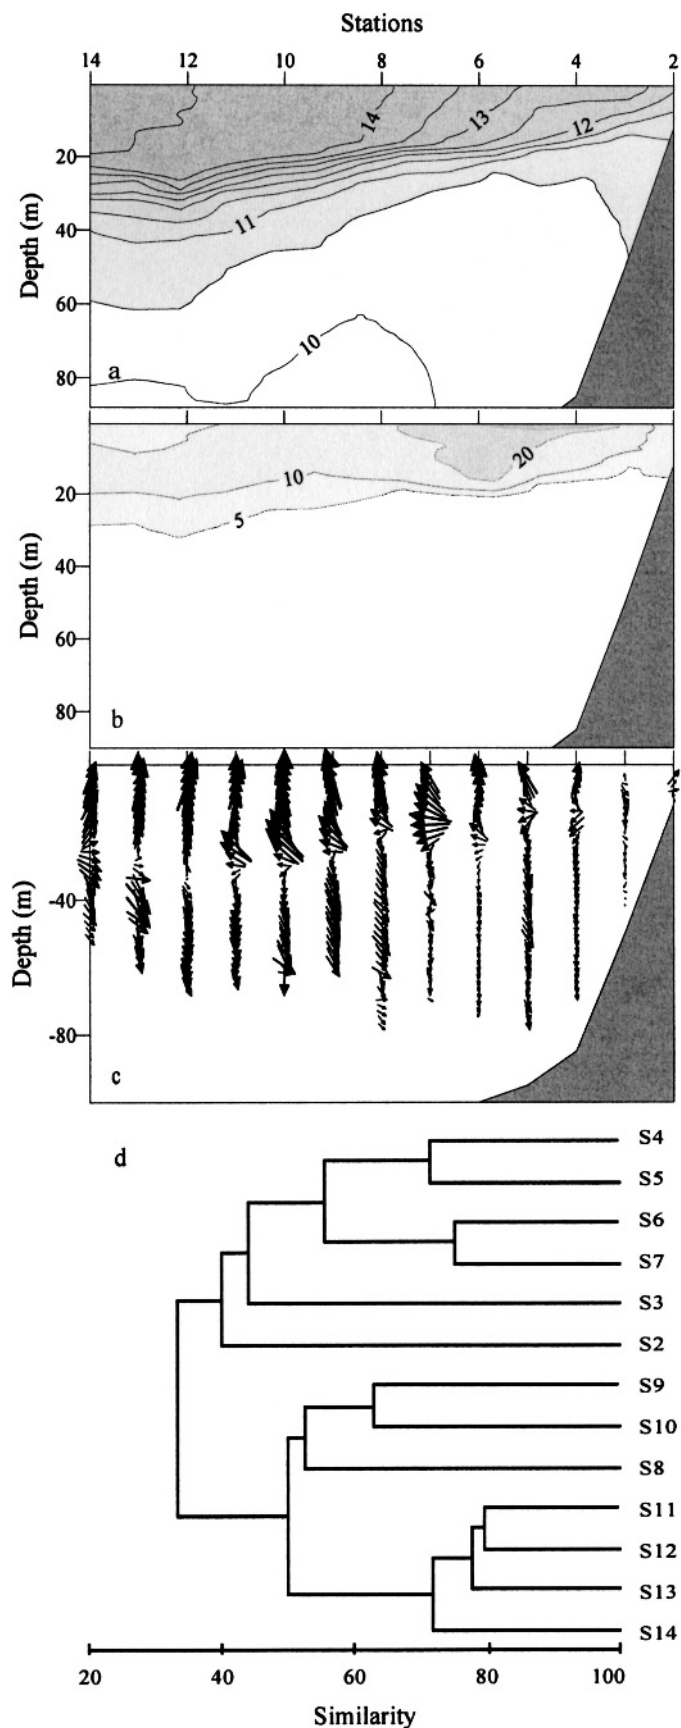 Stations
14 12 10 8 6 4 2
14
13
12
20
11
40
Depth (m)
60
10
a
80
20
10
20
5
40
Depth (m)
60
80
b
-40
Depth (m)
-80
c
d
S4
S5
S6
S7
S3
S2
S9
S10
S8
S11
S12
S13
S14
20 40 60 80 100
Similarity